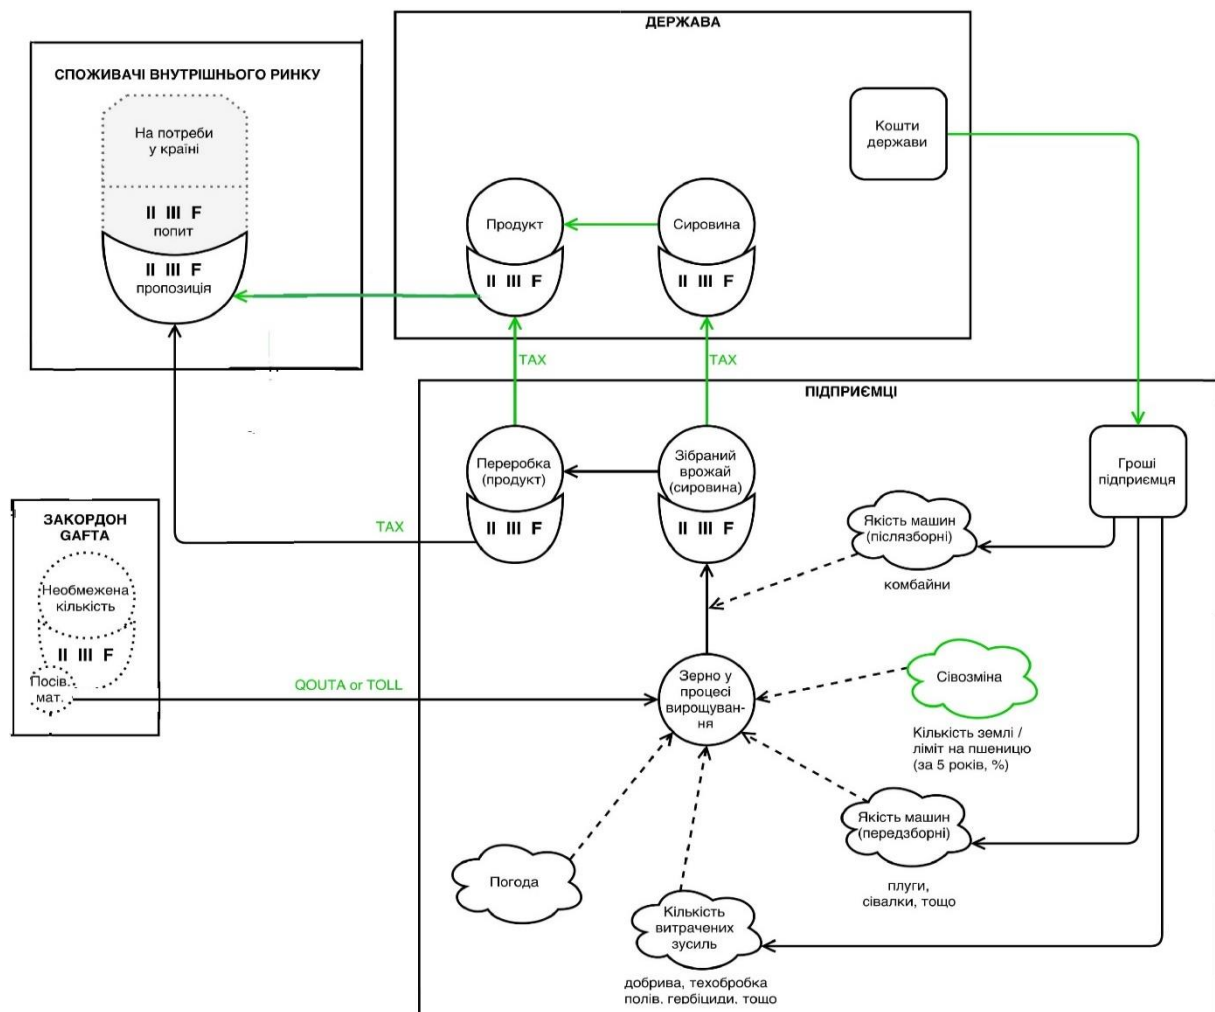 ДЕРЖАВА
СПОЖИВАЧІ ВНУТРІШНЬОГО РИНКУ
На потреби
у країні
II III F
попит
II III F
пропозиція
Кошти
держави
Продукт
II III F
Сировина
II III F
TAX
TAX
ПІДПРИЄМЦІ
Переробка
(продукт)
II III F
Зібраний
врожай
(сировина)
II III F
Гроші
підприємця
TAX
Якість машин
(післязборні)
комбайни
ЗАКОРДОН
GAFTA
Необмежена
кількість
II III F
Посів.
мат.
QOUTA or TOLL
Зерно у
процесі
вирощуван-
ня
Сівозміна
Кількість землі /
ліміт на пшеницю
(за 5 років, %)
Якість машин
(передзборні)
плуги,
сівалки, тощо
Погода
Кількість
витрачених
зусиль
добрива, техобробка
полів, гербіциди, тощо